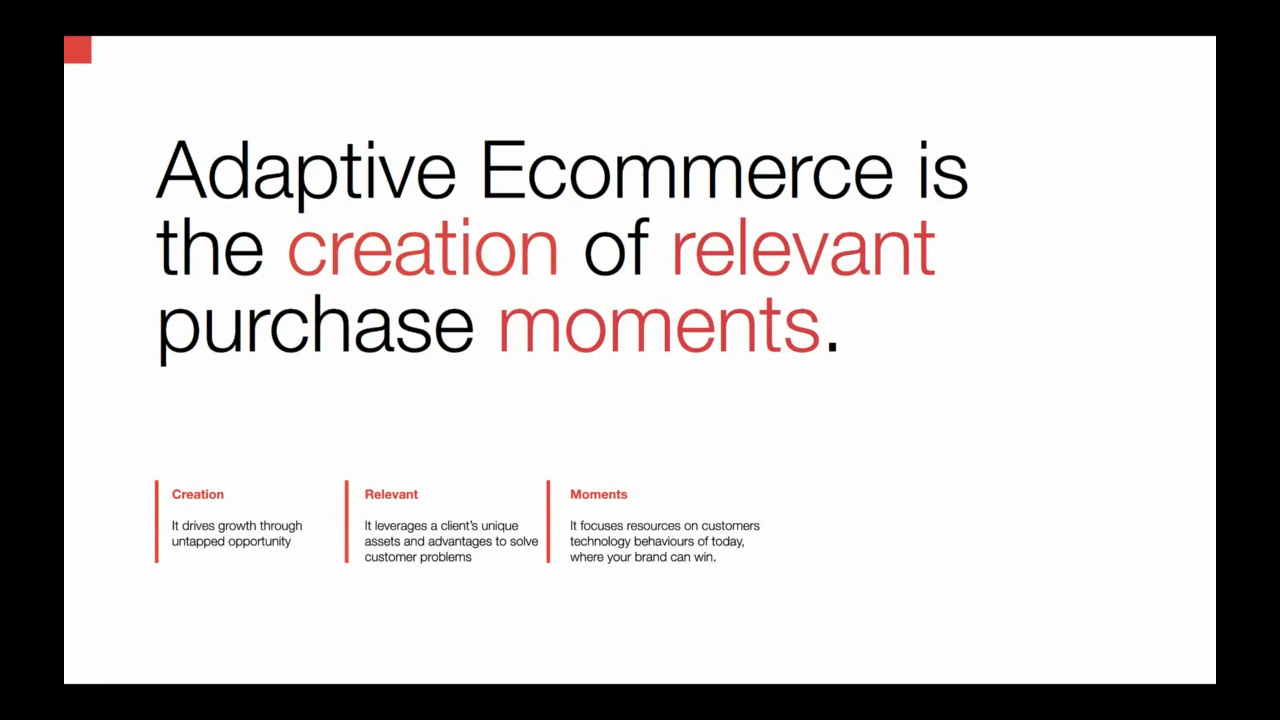 Adaptive Ecommerce is
the creation of relevant
purchase moments.
Creation
It drives growth through
untapped opportunity
Relevant
It leverages a client’s unique
assets and advantages to solve
customer problems
Moments
It focuses resources on customers
technology behaviours of today,
where your brand can win.